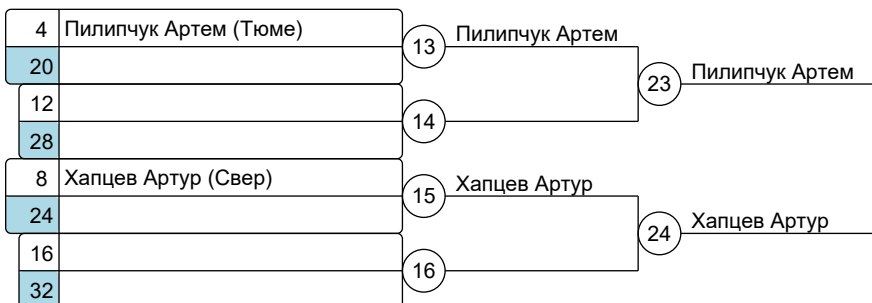 4 Пилипчук Артем (Тюме)
13 Пилипчук Артем
20
23 Пилипчук Артем
12
14
28
8 Хапцев Артур (Свер)
15 Хапцев Артур
24
24 Хапцев Артур
16
16
32